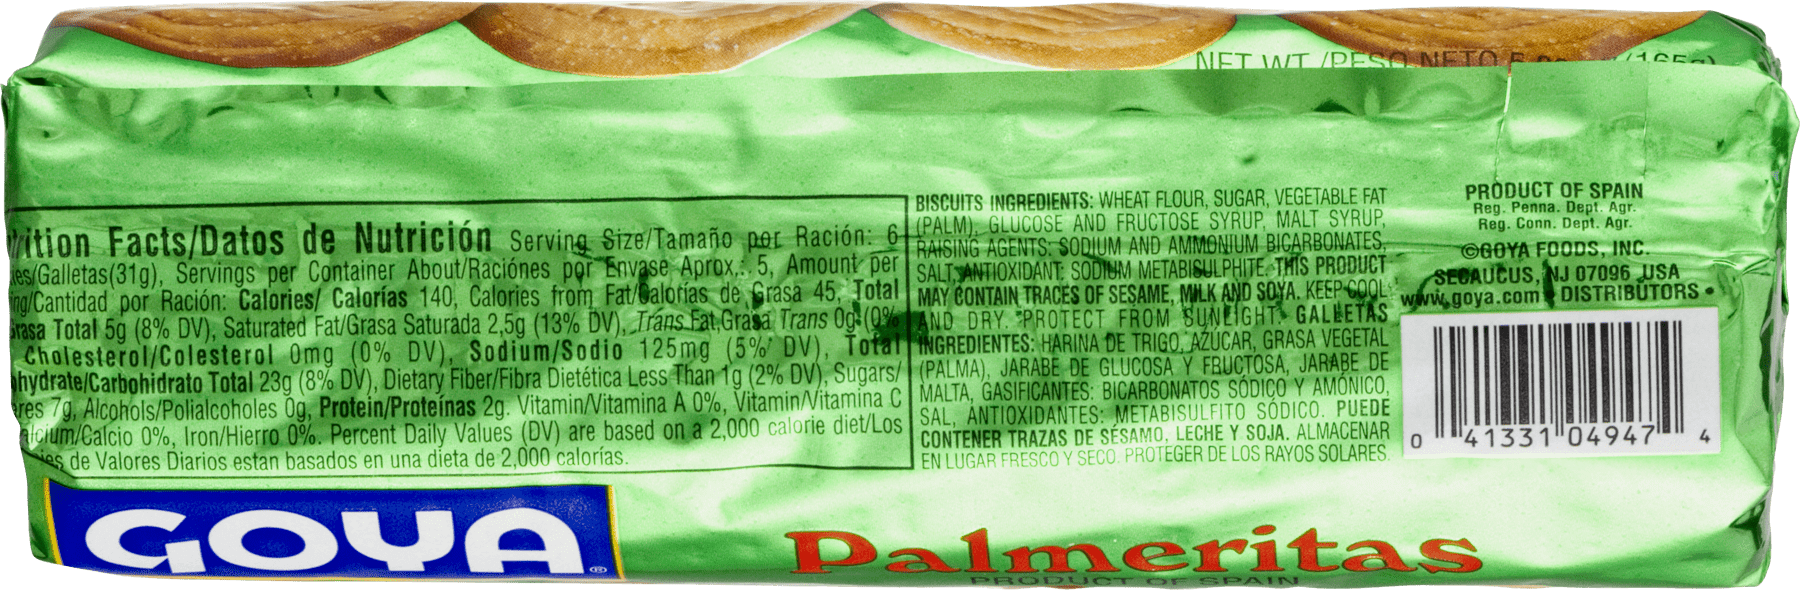 NET WT./PESO NETO
(165g)
Facts/Datos de Nutrición Serving Size/Tamaño por Ración: 6
/Galletas(31g), Servings per Container About/Raciónes por Envase Aprox.: 5, Amount per
/Cantidad por Ración: Calories/ Calorías 140, Calories from Fat/Calorías de Grasa 45, Total
Grasa Total 5g (8% DV), Saturated Fat/Grasa Saturada 2,5g (13% DV), Trans Fat,Grasa Trans 0g (0%
Cholesterol/Colesterol 0mg (0% DV), Sodium/Sodio 125mg (5% DV), Total
/Carbohidrato Total 23g (8% DV), Dietary Fiber/Fibra Dietética Less Than 1g (2% DV), Sugars/
7g, Alcohols/Polialcoholes 0g, Protein/Proteínas 2g. Vitamin/Vitamina A 0%, Vitamin/Vitamina C
/Calcio 0%, Iron/Hierro 0%. Percent Daily Values (DV) are based on a 2,000 calorie diet/Los
de Valores Diarios estan basados en una dieta de 2,000 calorías.
BISCUITS INGREDIENTS: WHEAT FLOUR, SUGAR, VEGETABLE FAT
(PALM), GLUCOSE AND FRUCTOSE SYRUP, MALT SYRUP,
RAISING AGENTS: SODIUM AND AMMONIUM BICARBONATES,
SALT, ANTIOXIDANT: SODIUM METABISULPHITE. THIS PRODUCT
MAY CONTAIN TRACES OF SESAME, MILK AND SOYA. KEEP COOL
AND DRY. PROTECT FROM SUNLIGHT. GALLETAS
INGREDIENTES: HARINA DE TRIGO, AZÚCAR, GRASA VEGETAL
(PALMA), JARABE DE GLUCOSA Y FRUCTOSA, JARABE DE
MALTA, GASIFICANTES: BICARBONATOS SÓDICO Y AMÓNICO,
SAL, ANTIOXIDANTES: METABISULFITO SÓDICO. PUEDE
CONTENER TRAZAS DE SÉSAMO, LECHE Y SOJA. ALMACENAR
EN LUGAR FRESCO Y SECO. PROTEGER DE LOS RAYOS SOLARES.
PRODUCT OF SPAIN
Reg. Penna. Dept. Agr.
Reg. Conn. Dept. Agr.
©GOYA FOODS, INC.
SECAUCUS, NJ 07096 USA
www.goya.com • DISTRIBUTORS •
0 41331 04947 4
GOYA®
Palmeritas
PRODUCT OF SPAIN